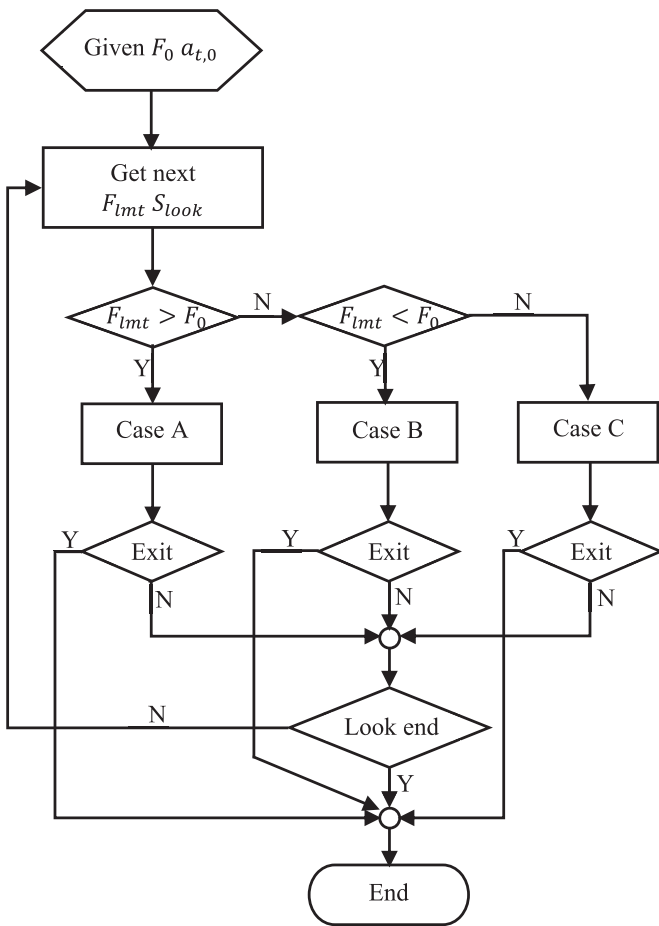 Given F₀ aₜ,₀
Get next
Fₗₘₜ Sₗₒₒₖ
Fₗₘₜ > F₀
N
Fₗₘₜ < F₀
N
Y
Y
Case A
Case B
Case C
Y
Exit
Y
Exit
Y
Exit
N
N
N
N
Look end
Y
End